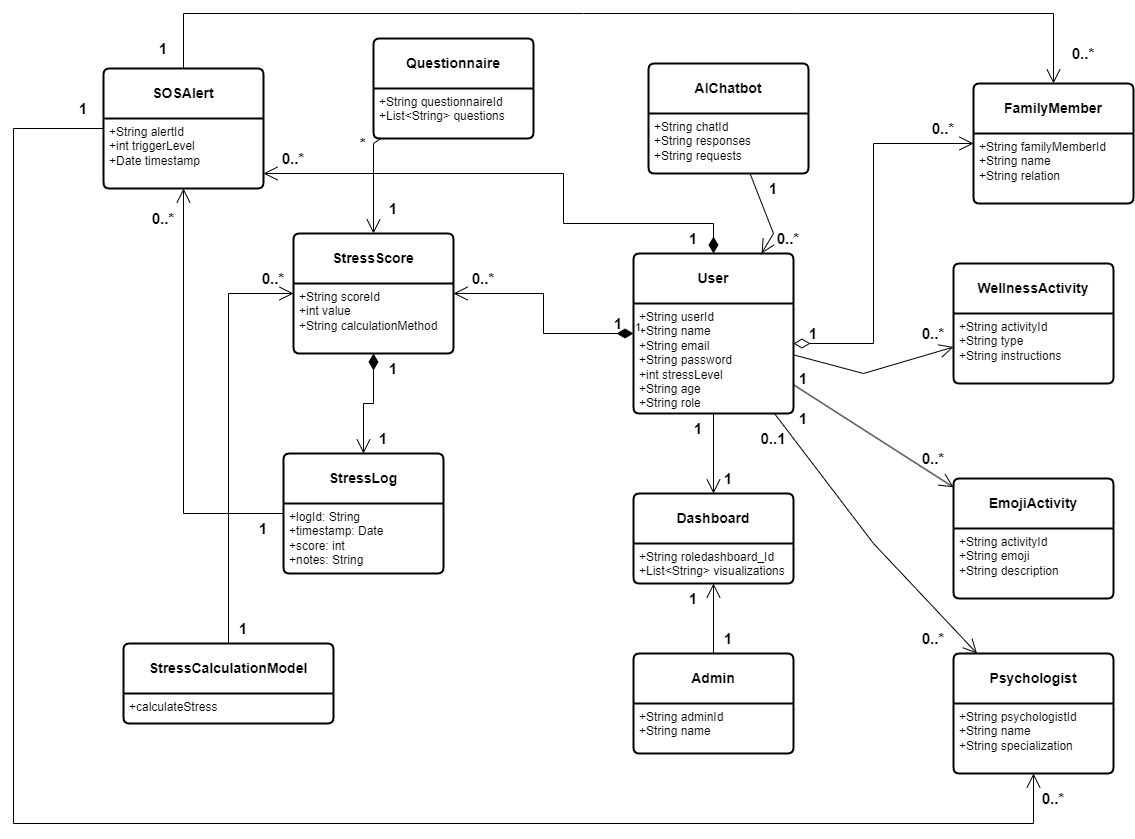 1
0..*
Questionnaire
+String questionnaireId
+List<String> questions
AIChatbot
+String chatId
+String responses
+String requests
SOSAlert
+String alertId
+int triggerLevel
+Date timestamp
1
FamilyMember
+String familyMemberId
+String name
+String relation
0..*
*
0..*
1
0..*
1
1
0..*
StressScore
+String scoreId
+int value
+String calculationMethod
0..*
0..*
1
1
User
+String userId
+String name
+String email
+String password
+int stressLevel
+String age
+String role
1
WellnessActivity
+String activityId
+String type
+String instructions
0..*
1
1
1
0..1
1
1
StressLog
+logId: String
+timestamp: Date
+score: int
+notes: String
1
1
Dashboard
+String roledashboard_Id
+List<String> visualizations
0..*
EmojiActivity
+String activityId
+String emoji
+String description
1
1
1
StressCalculationModel
+calculateStress
Admin
+String adminId
+String name
0..*
Psychologist
+String psychologistId
+String name
+String specialization
0..*